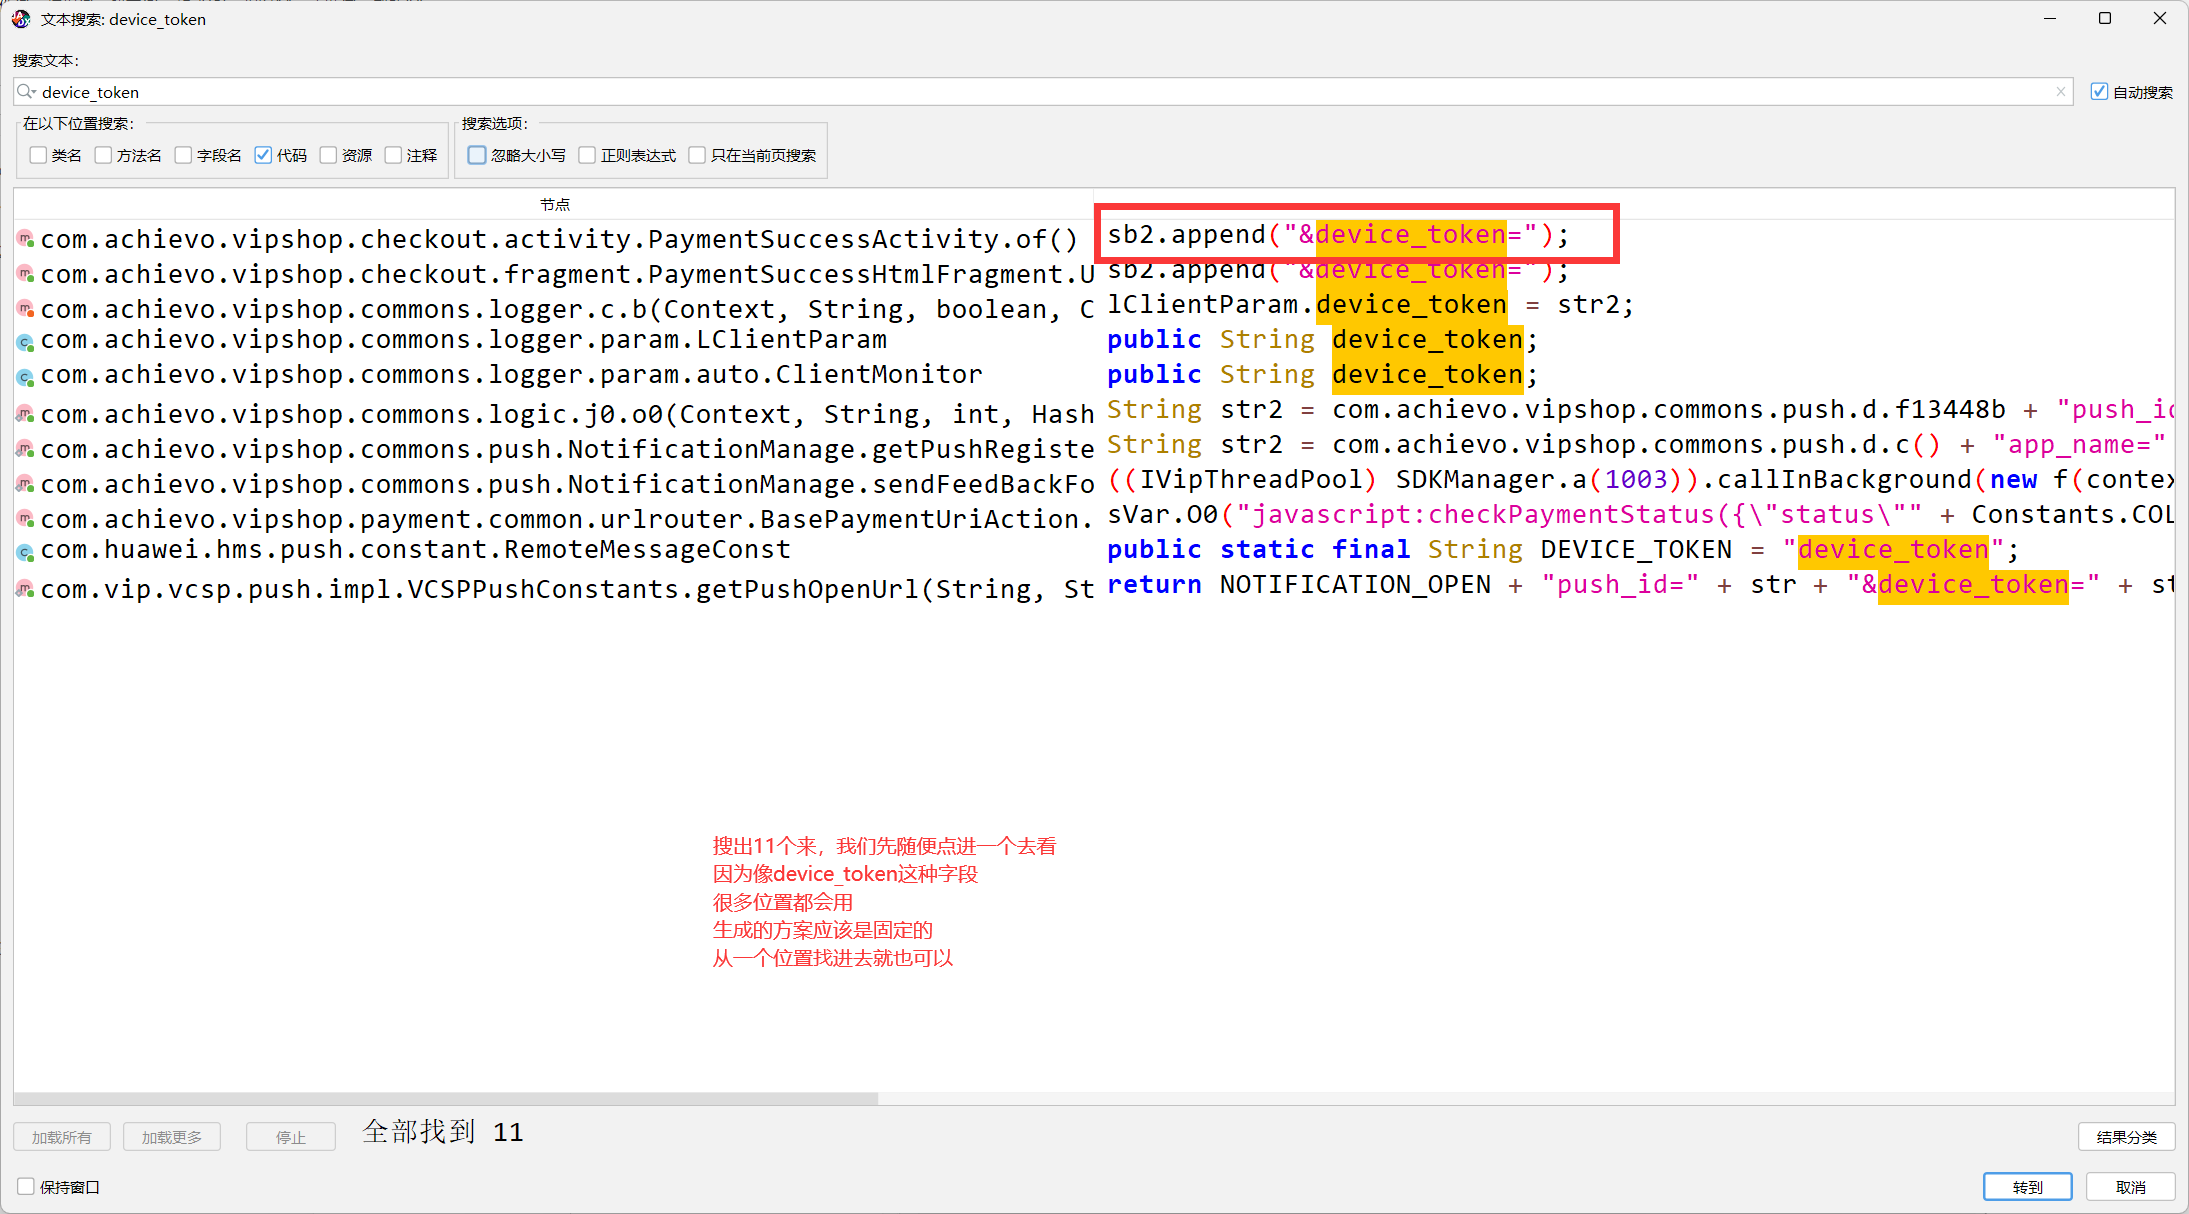 文本搜索: device_token
搜索文本：
device_token
自动搜索
在以下位置搜索：
类名 方法名 字段名 代码 资源 注释
搜索选项：
忽略大小写 正则表达式 只在当前页搜索
节点
com.achievo.vipshop.checkout.activity.PaymentSuccessActivity.of() sb2.append("&device_token=");
com.achievo.vipshop.checkout.fragment.PaymentSuccessHtmlFragment.U sb2.append("&device_token=");
com.achievo.vipshop.commons.logger.c.b(Context, String, boolean, C lClientParam.device_token = str2;
com.achievo.vipshop.commons.logger.param.LClientParam public String device_token;
com.achievo.vipshop.commons.logger.param.auto.ClientMonitor public String device_token;
com.achievo.vipshop.commons.logic.j0.o0(Context, String, int, Hash String str2 = com.achievo.vipshop.commons.push.d.f13448b + "push_id
com.achievo.vipshop.commons.push.NotificationManage.getPushRegiste String str2 = com.achievo.vipshop.commons.push.d.c() + "app_name="
com.achievo.vipshop.commons.push.NotificationManage.sendFeedBackFo ((IVipThreadPool) SDKManager.a(1003)).callInBackground(new f(contex
com.achievo.vipshop.payment.common.urlrouter.BasePaymentUriAction. sVar.O0("javascript:checkPaymentStatus({\"status\"" + Constants.COL
com.huawei.hms.push.constant.RemoteMessageConst public static final String DEVICE_TOKEN = "device_token";
com.vip.vcsp.push.impl.VCSPPushConstants.getPushOpenUrl(String, St return NOTIFICATION_OPEN + "push_id=" + str + "&device_token=" + st
搜出11个来，我们先随便点进一个去看
因为像device_token这种字段
很多位置都会用
生成的方案应该是固定的
从一个位置找进去就也可以
加载所有 加载更多 停止 全部找到 11 结果分类
保持窗口 转到 取消